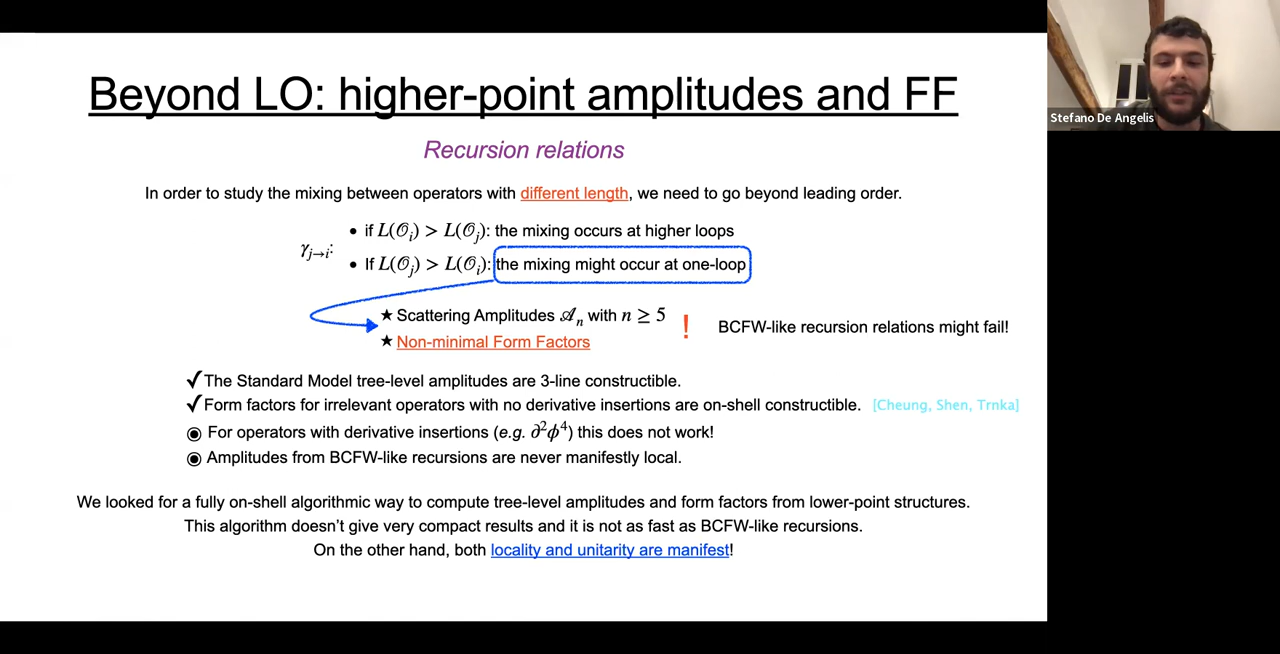 Beyond LO: higher-point amplitudes and FF
Stefano De Angelis
Recursion relations
In order to study the mixing between operators with different length, we need to go beyond leading order.
γ_{j→i}:
• if L(𝒪_i) > L(𝒪_j): the mixing occurs at higher loops
• If L(𝒪_j) > L(𝒪_i): the mixing might occur at one-loop
★ Scattering Amplitudes 𝒜_n with n ≥ 5
★ Non-minimal Form Factors
! BCFW-like recursion relations might fail!
✓ The Standard Model tree-level amplitudes are 3-line constructible.
✓ Form factors for irrelevant operators with no derivative insertions are on-shell constructible. [Cheung, Shen, Trnka]
◉ For operators with derivative insertions (e.g. ∂²ϕ⁴) this does not work!
◉ Amplitudes from BCFW-like recursions are never manifestly local.
We looked for a fully on-shell algorithmic way to compute tree-level amplitudes and form factors from lower-point structures.
This algorithm doesn't give very compact results and it is not as fast as BCFW-like recursions.
On the other hand, both locality and unitarity are manifest!